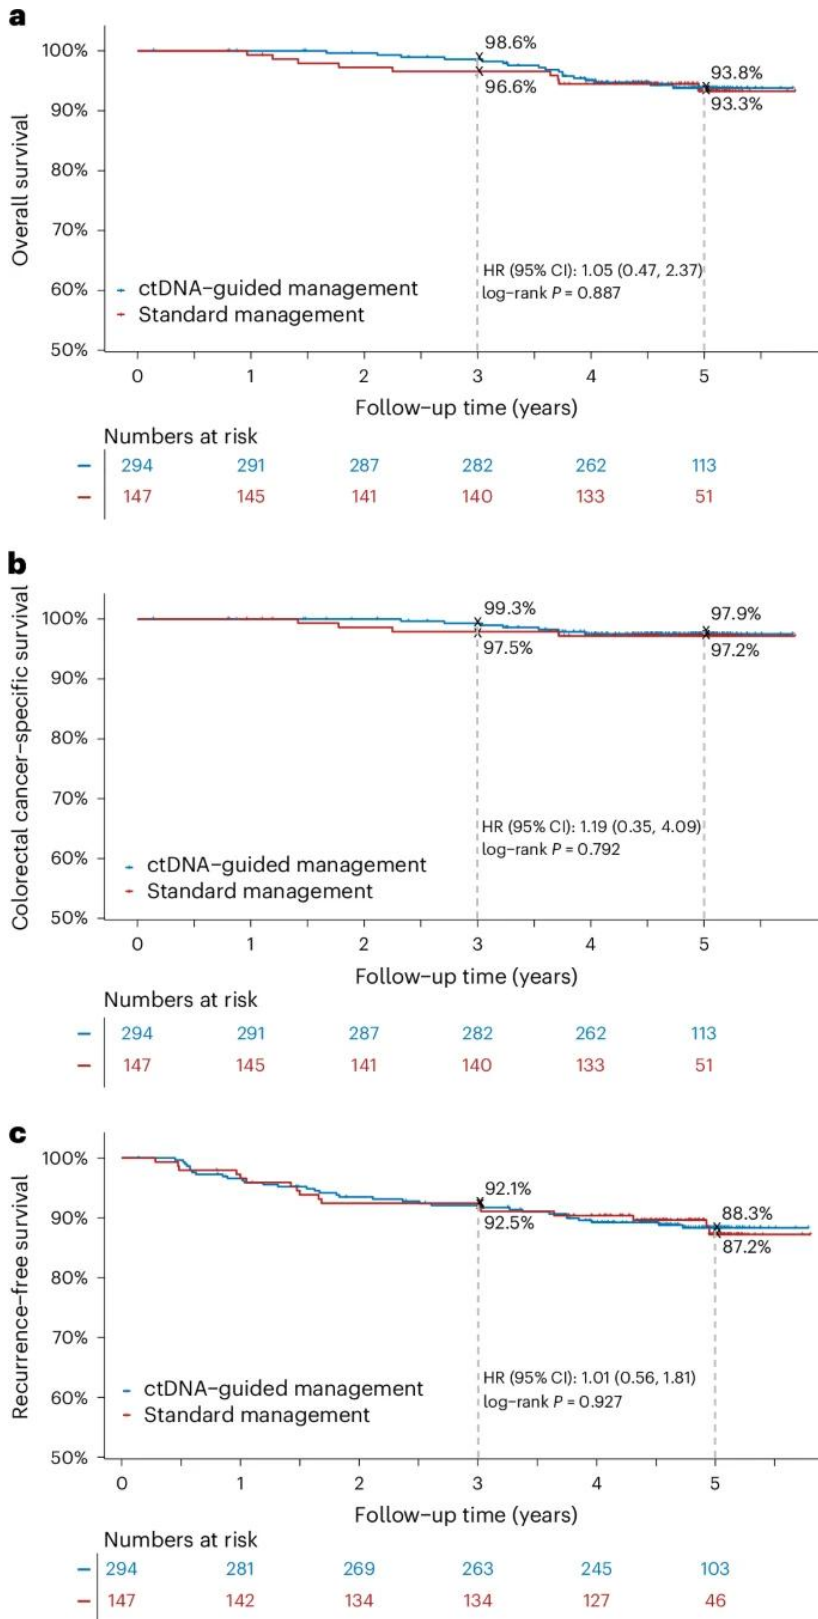 a
100%
90%
80%
70%
60%
50%
Overall survival
98.6%
96.6%
93.8%
93.3%
HR (95% CI): 1.05 (0.47, 2.37)
log-rank P = 0.887
ctDNA-guided management
Standard management
0 1 2 3 4 5
Follow-up time (years)
Numbers at risk
294 291 287 282 262 113
147 145 141 140 133 51
b
100%
90%
80%
70%
60%
50%
Colorectal cancer-specific survival
99.3%
97.5%
97.9%
97.2%
HR (95% CI): 1.19 (0.35, 4.09)
log-rank P = 0.792
ctDNA-guided management
Standard management
0 1 2 3 4 5
Follow-up time (years)
Numbers at risk
294 291 287 282 262 113
147 145 141 140 133 51
c
100%
90%
80%
70%
60%
50%
Recurrence-free survival
92.1%
92.5%
88.3%
87.2%
HR (95% CI): 1.01 (0.56, 1.81)
log-rank P = 0.927
ctDNA-guided management
Standard management
0 1 2 3 4 5
Follow-up time (years)
Numbers at risk
294 281 269 263 245 103
147 142 134 134 127 46